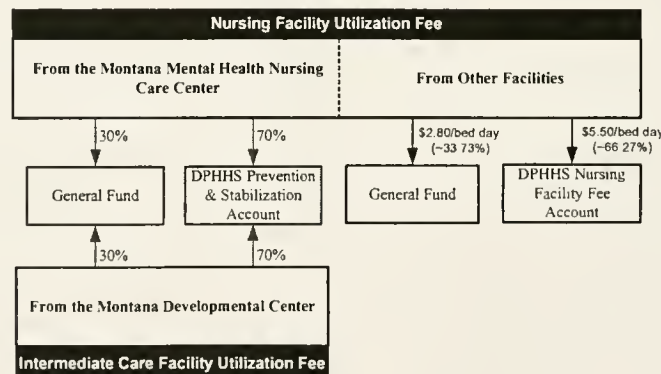 Nursing Facility Utilization Fee
From the Montana Mental Health Nursing
Care Center
From Other Facilities
30%
70%
$2.80/bed day
(~33 73%)
$5.50/bed day
(~66 27%)
General Fund
DPHHS Prevention
& Stabilization
Account
General Fund
DPHHS Nursing
Facility Fee
Account
30%
70%
From the Montana Developmental Center
Intermediate Care Facility Utilization Fee